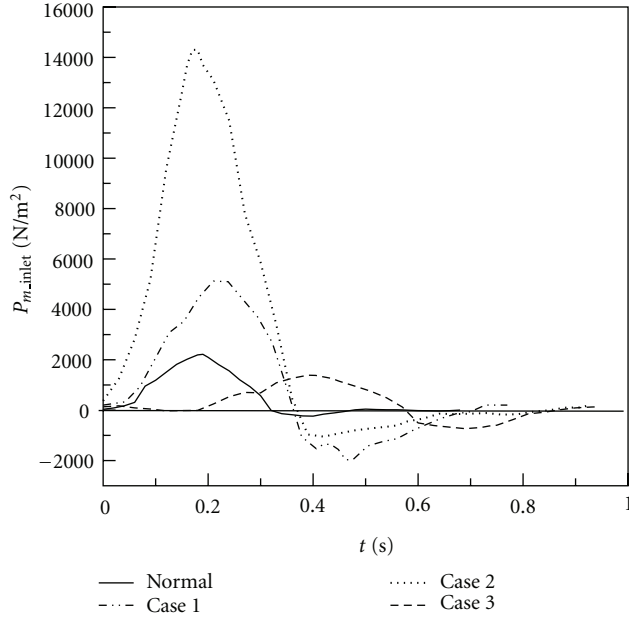 16000
14000
12000
10000
8000
6000
4000
2000
0
−2000
P_m_inlet (N/m²)
0 0.2 0.4 0.6 0.8 1
t (s)
Normal Case 2
Case 1 Case 3